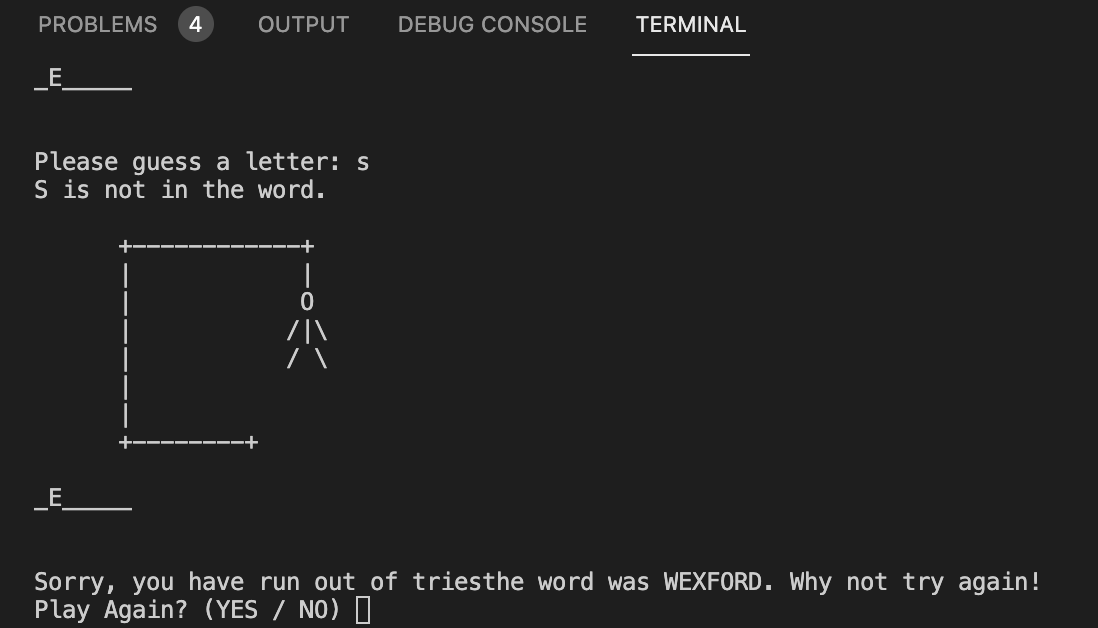 PROBLEMS 4 OUTPUT DEBUG CONSOLE TERMINAL
_E_____
Please guess a letter: s
S is not in the word.
+------------+
|            |
|            O
|           /|\
|           / \
|
|
+--------+
_E_____
Sorry, you have run out of triesthe word was WEXFORD. Why not try again!
Play Again? (YES / NO)